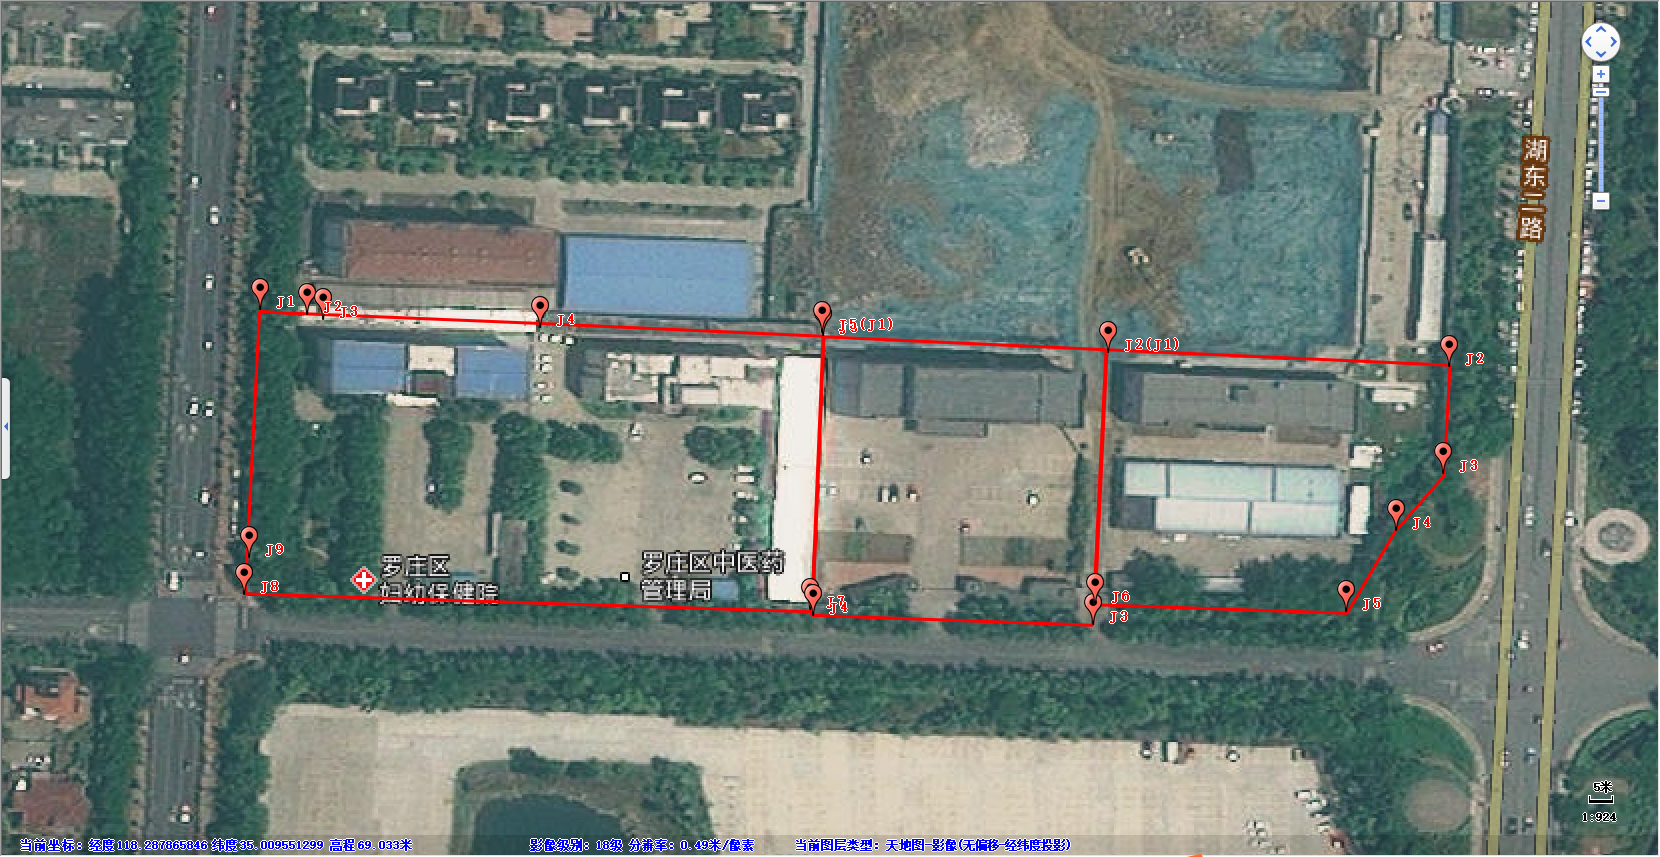 湖
东
二
路
J1
J2
J3
J4
J5(J1)
J2(J1)
J2
J3
J4
J9
J8
罗庄区
妇幼保健院
罗庄区中医药
管理局
J7
J4
J6
J3
J5
5米
1:924
当前坐标: 经度118.287865846 纬度35.009551299 高程69.033米
影像级别: 18级 分辨率: 0.49米/像素
当前图层类型: 天地图-影像(无偏移-经纬度投影)